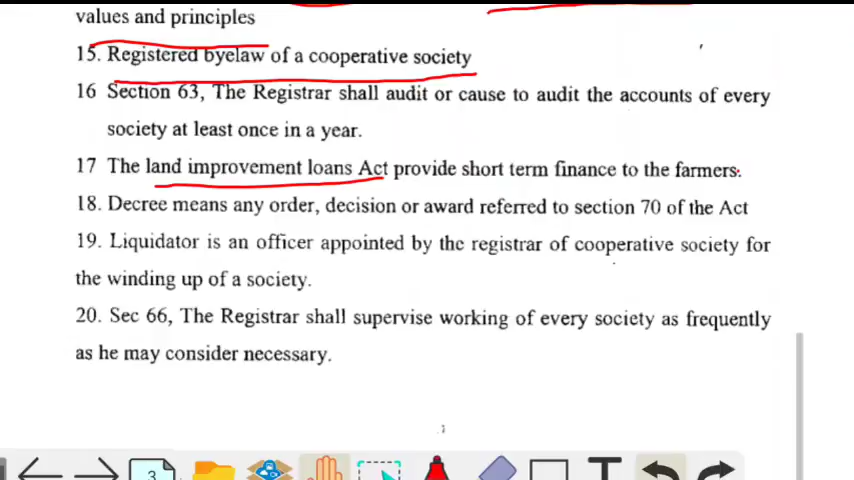 values and principles
15. Registered byelaw of a cooperative society
16 Section 63, The Registrar shall audit or cause to audit the accounts of every
society at least once in a year.
17 The land improvement loans Act provide short term finance to the farmers.
18. Decree means any order, decision or award referred to section 70 of the Act
19. Liquidator is an officer appointed by the registrar of cooperative society for
the winding up of a society.
20. Sec 66, The Registrar shall supervise working of every society as frequently
as he may consider necessary.
3
T